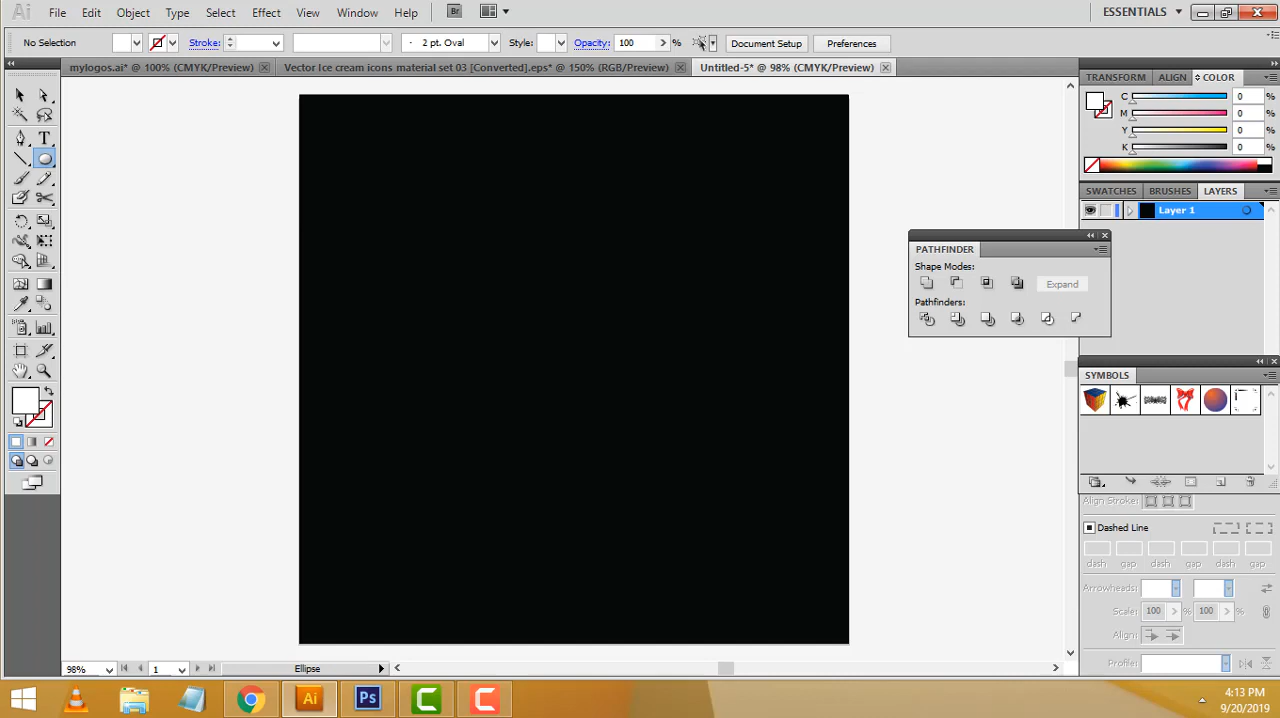 Ai File Edit Object Type Select Effect View Window Help Br ESSENTIALS
No Selection Stroke: 2 pt. Oval Style: Opacity: 100 % Document Setup Preferences
mylogos.ai* @ 100% (CMYK/Preview) Vector Ice cream icons material set 03 [Converted].eps* @ 150% (RGB/Preview) Untitled-5* @ 98% (CMYK/Preview)
TRANSFORM ALIGN COLOR
C 0 %
M 0 %
Y 0 %
K 0 %
SWATCHES BRUSHES LAYERS
Layer 1
PATHFINDER
Shape Modes:
Expand
Pathfinders:
SYMBOLS
Align Stroke:
Dashed Line
dash gap dash gap dash gap
Arrowheads:
Scale: 100 % 100 %
Align:
Profile:
98% 1 Ellipse
Ai Ps
4:13 PM
9/20/2019